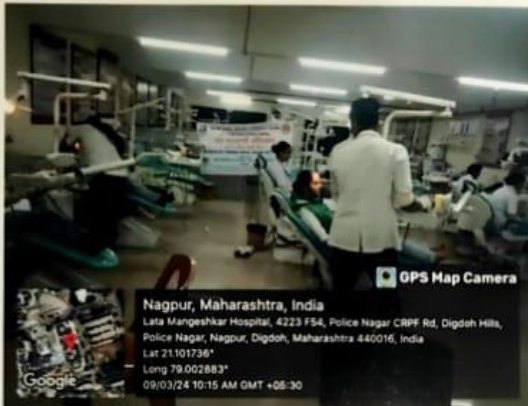 GPS Map Camera
Nagpur, Maharashtra, India
Lata Mangeshkar Hospital, 4223 F54, Police Nagar CRPF Rd, Digdoh Hills,
Police Nagar, Nagpur, Digdoh, Maharashtra 440016, India
Lat 21.101736°
Long 79.002883°
09/03/24 10:15 AM GMT +05:30
Google